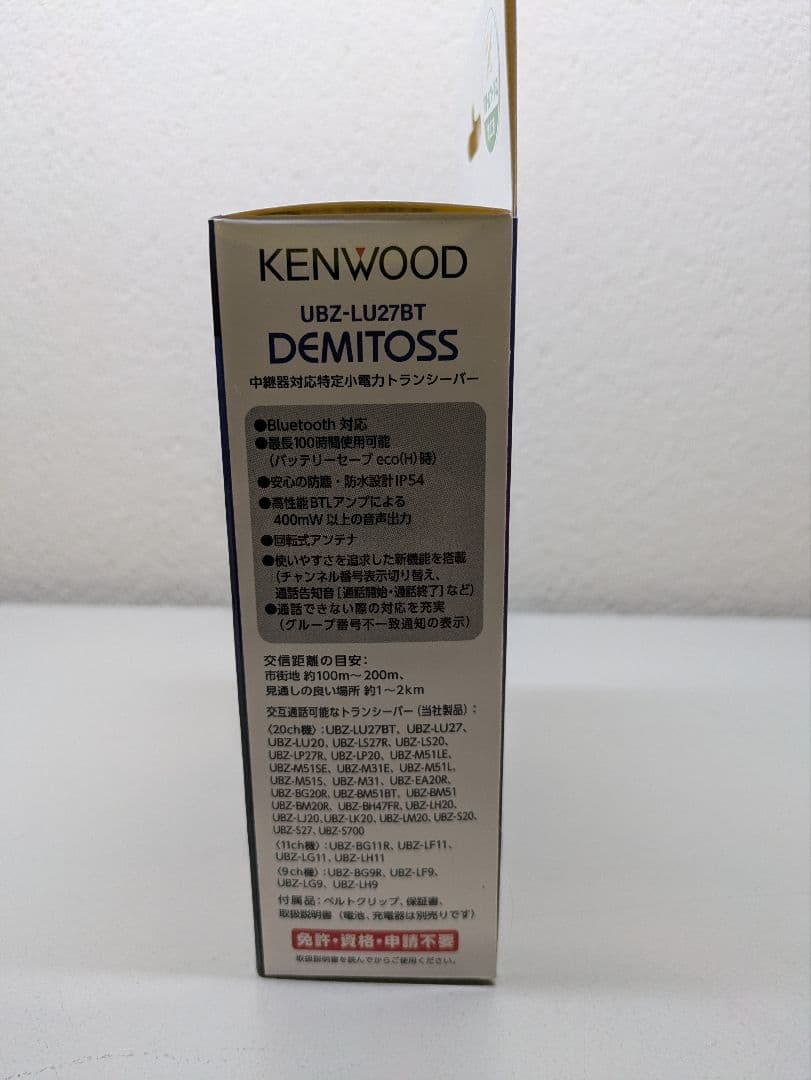 KENWOOD
UBZ-LU27BT
DEMITOSS
中継器対応特定小電力トランシーバー
●Bluetooth 対応
●最長100時間使用可能
（バッテリーセーブ eco(H)時）
●安心の防塵・防水設計IP54
●高性能BTLアンプによる
400mW 以上の音声出力
●回転式アンテナ
●使いやすさを追求した新機能を搭載
（チャンネル番号表示切り替え、
通話告知音［通話開始・通話終了］など）
●通話できない際の対応を充実
（グループ番号不一致通知の表示）
交信距離の目安：
市街地 約100m～200m、
見通しの良い場所 約1～2km
交互通話可能なトランシーバー（当社製品）：
〈20ch機〉：UBZ-LU27BT、UBZ-LU27、
UBZ-LU20、UBZ-LS27R、UBZ-LS20、
UBZ-LP27R、UBZ-LP20、UBZ-M51LE、
UBZ-M51SE、UBZ-M31E、UBZ-M51L、
UBZ-M51S、UBZ-M31、UBZ-EA20R、
UBZ-BG20R、UBZ-BM51BT、UBZ-BM51
UBZ-BM20R、UBZ-BH47FR、UBZ-LH20、
UBZ-LJ20、UBZ-LK20、UBZ-LM20、UBZ-S20、
UBZ-S27、UBZ-S700
〈11ch機〉：UBZ-BG11R、UBZ-LF11、
UBZ-LG11、UBZ-LH11
〈9ch機〉：UBZ-BG9R、UBZ-LF9、
UBZ-LG9、UBZ-LH9
付属品：ベルトクリップ、保証書、
取扱説明書（電池、充電器は別売りです）
免許・資格・申請不要
取扱説明書を読んでからご使用ください。